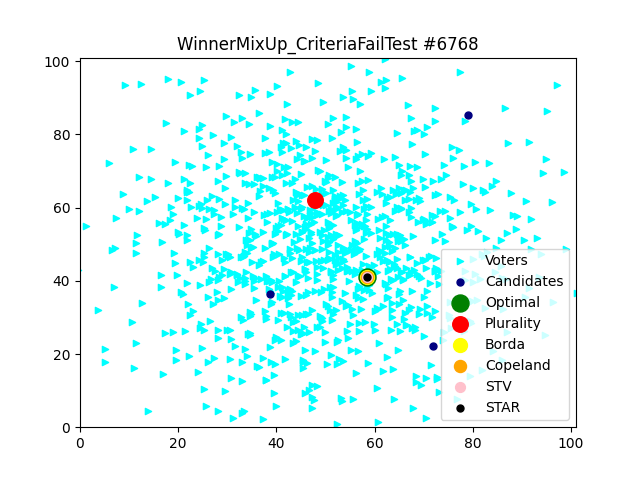 WinnerMixUp_CriteriaFailTest #6768
100
80
60
40
20
0
0
20
40
60
80
100
Voters
Candidates
Optimal
Plurality
Borda
Copeland
STV
STAR